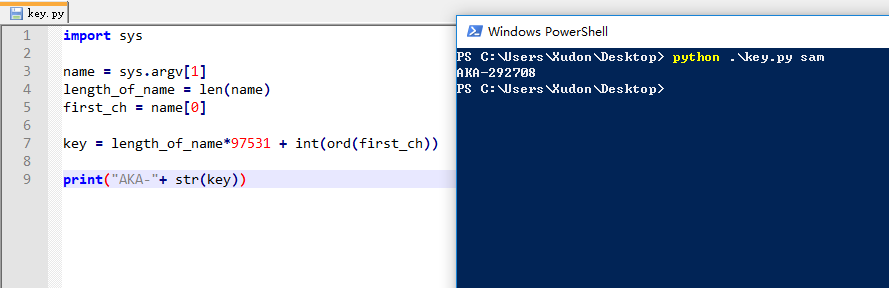 key.py
1 import sys
2
3 name = sys.argv[1]
4 length_of_name = len(name)
5 first_ch = name[0]
6
7 key = length_of_name*97531 + int(ord(first_ch))
8
9 print("AKA-"+ str(key))
Windows PowerShell
PS C:\Users\Xudon\Desktop> python .\key.py sam
AKA-292708
PS C:\Users\Xudon\Desktop>